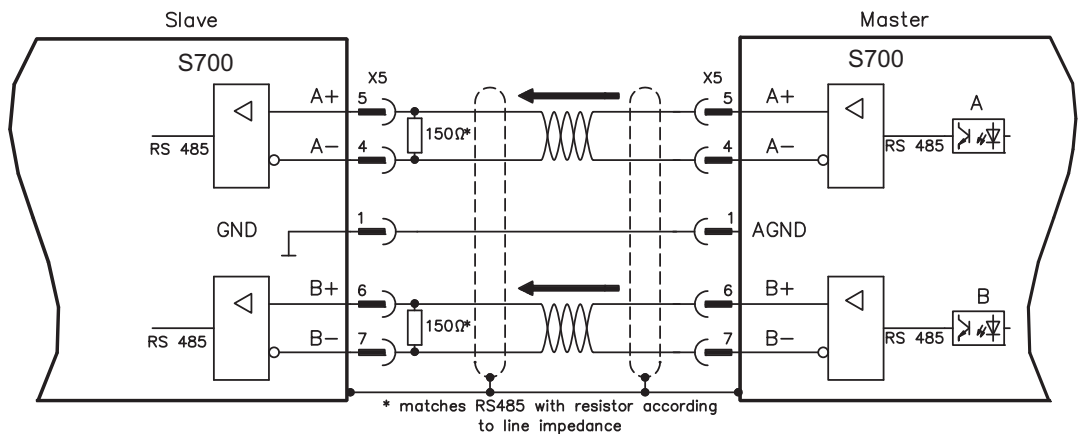 Slave
Master
S700
S700
X5
X5
A+
5
5
A+
A
150Ω*
RS 485
A-
4
4
A-
RS 485
GND
1
1
AGND
B+
6
6
B+
B
150Ω*
RS 485
B-
7
7
B-
RS 485
* matches RS485 with resistor according
to line impedance